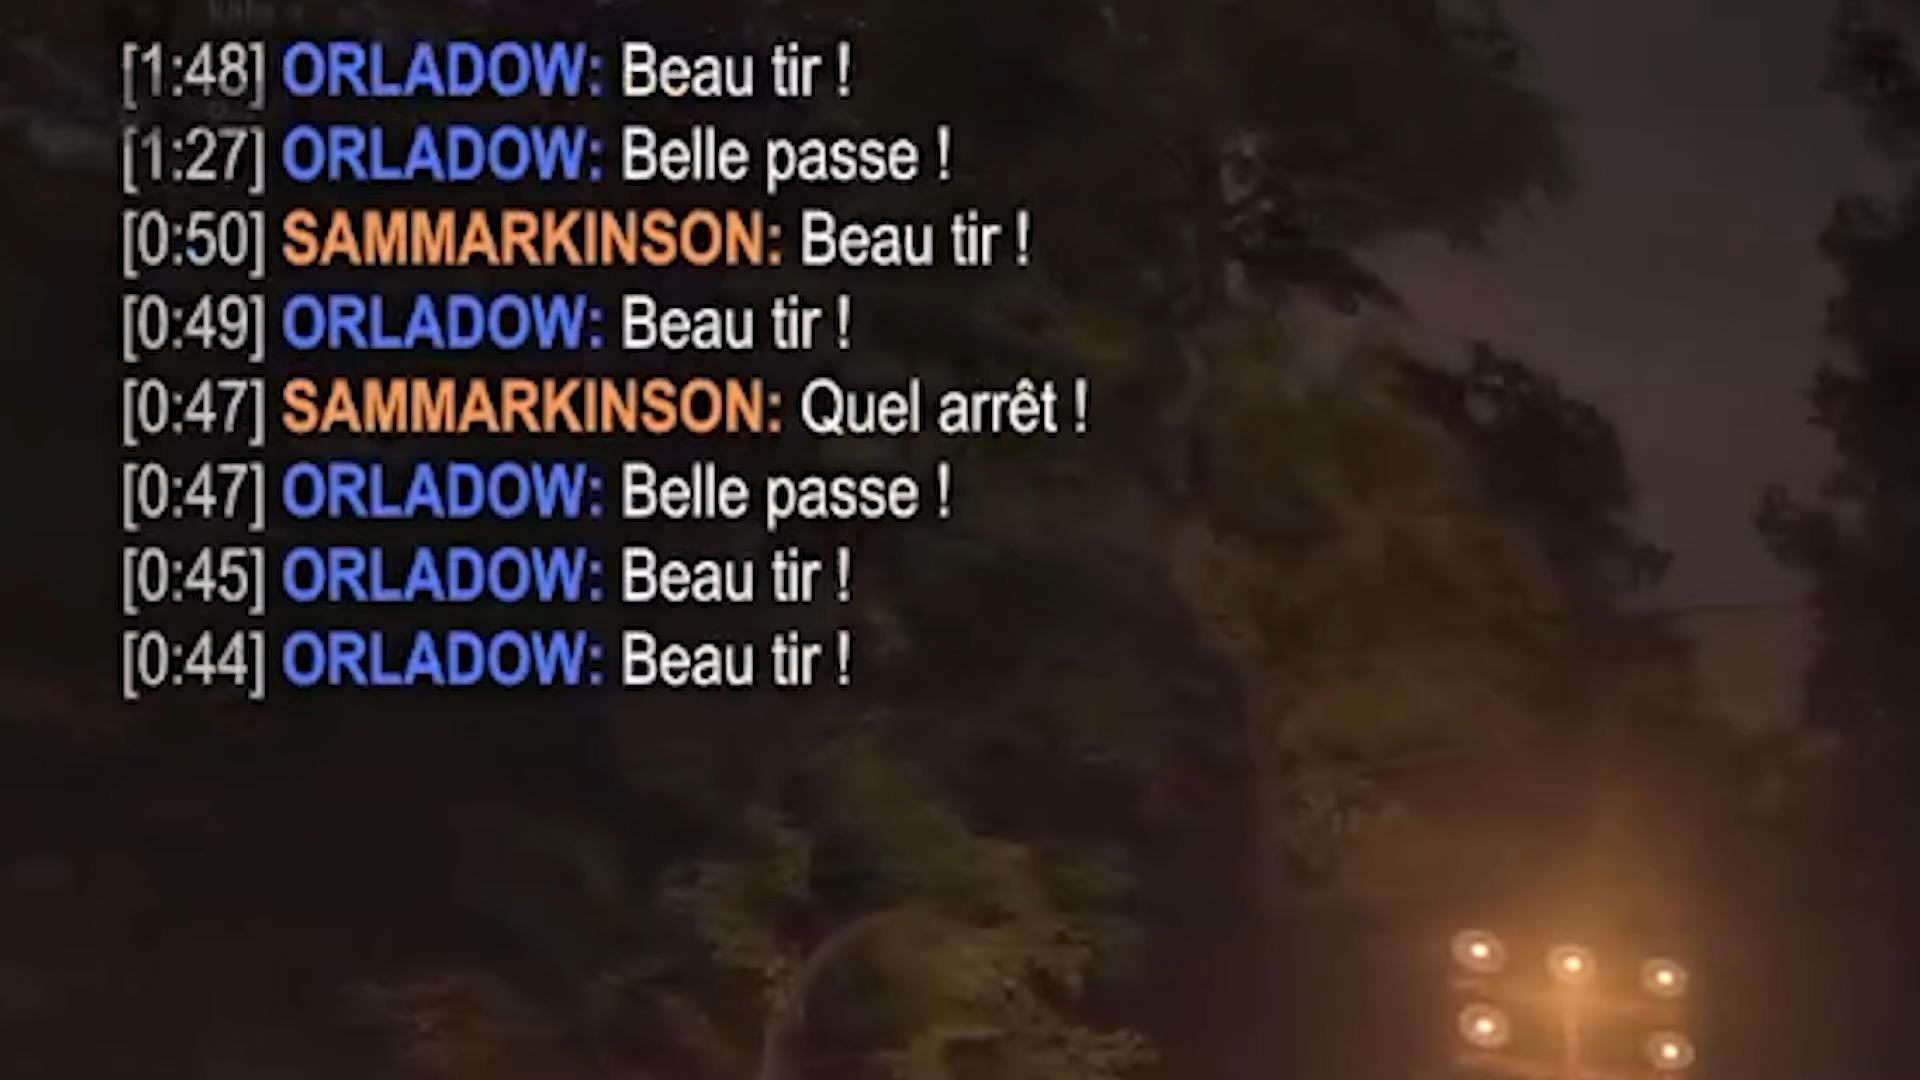 [1:48] ORLADOW: Beau tir !
[1:27] ORLADOW: Belle passe !
[0:50] SAMMARKINSON: Beau tir !
[0:49] ORLADOW: Beau tir !
[0:47] SAMMARKINSON: Quel arrêt !
[0:47] ORLADOW: Belle passe !
[0:45] ORLADOW: Beau tir !
[0:44] ORLADOW: Beau tir !